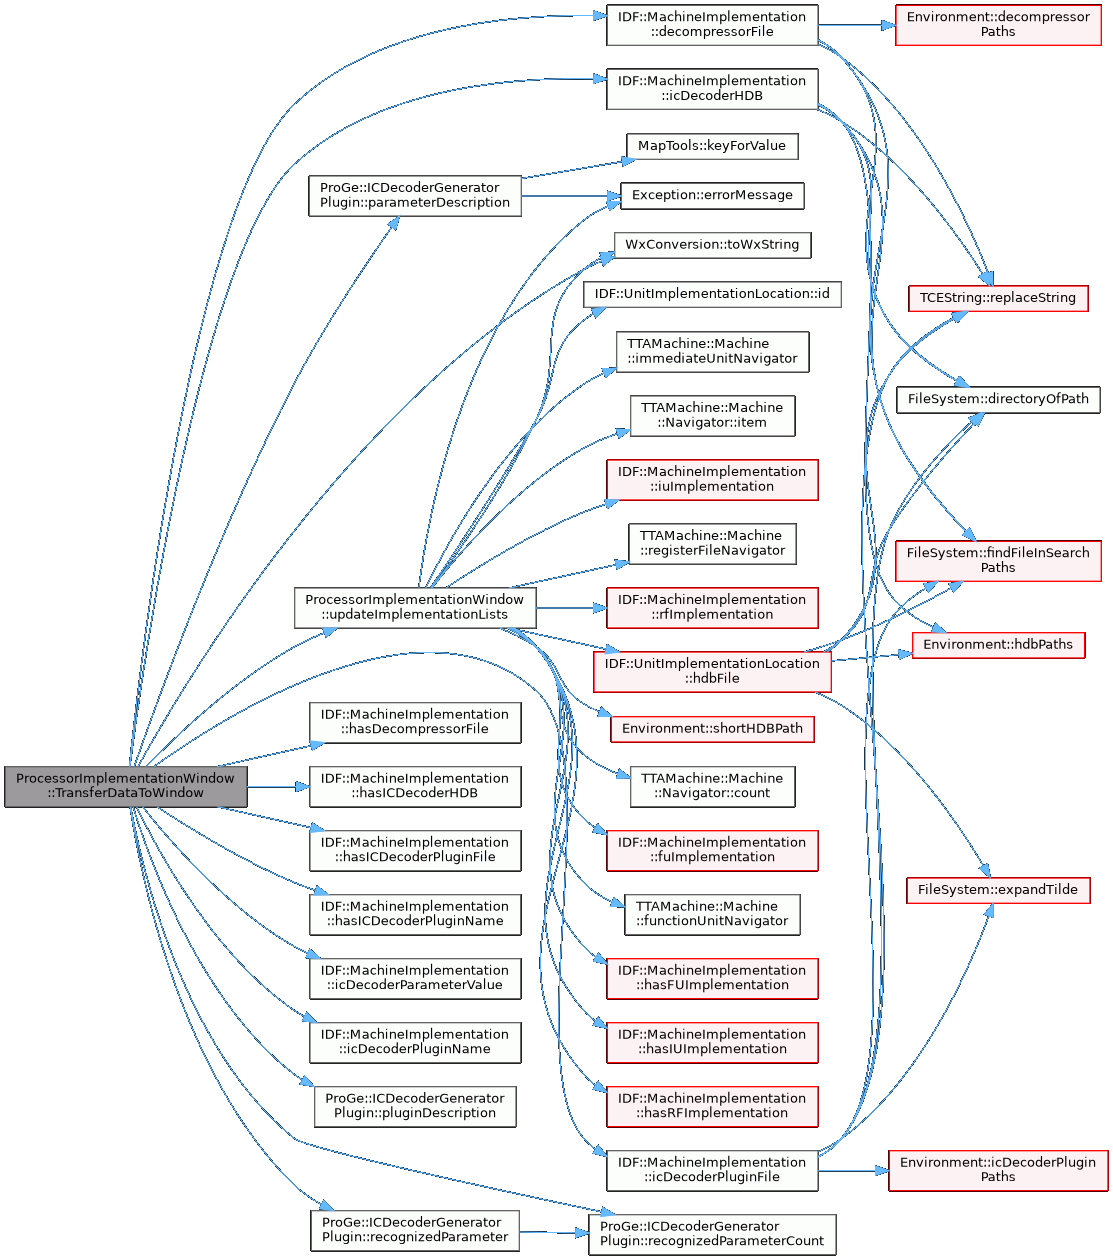 ProcessorImplementationWindow
::TransferDataToWindow
ProGe::ICDecoderGenerator
Plugin::parameterDescription
ProcessorImplementationWindow
::updateImplementationLists
IDF::MachineImplementation
::hasDecompressorFile
IDF::MachineImplementation
::hasICDecoderHDB
IDF::MachineImplementation
::hasICDecoderPluginFile
IDF::MachineImplementation
::hasICDecoderPluginName
IDF::MachineImplementation
::icDecoderParameterValue
IDF::MachineImplementation
::icDecoderPluginName
ProGe::ICDecoderGenerator
Plugin::pluginDescription
ProGe::ICDecoderGenerator
Plugin::recognizedParameter
IDF::MachineImplementation
::decompressorFile
IDF::MachineImplementation
::icDecoderHDB
MapTools::keyForValue
Exception::errorMessage
WxConversion::toWxString
IDF::UnitImplementationLocation::id
TTAMachine::Machine
::immediateUnitNavigator
TTAMachine::Machine
::Navigator::item
IDF::MachineImplementation
::iuImplementation
TTAMachine::Machine
::registerFileNavigator
IDF::MachineImplementation
::rfImplementation
IDF::UnitImplementationLocation
::hdbFile
Environment::shortHDBPath
TTAMachine::Machine
::Navigator::count
IDF::MachineImplementation
::fuImplementation
TTAMachine::Machine
::functionUnitNavigator
IDF::MachineImplementation
::hasFUImplementation
IDF::MachineImplementation
::hasIUImplementation
IDF::MachineImplementation
::hasRFImplementation
IDF::MachineImplementation
::icDecoderPluginFile
ProGe::ICDecoderGenerator
Plugin::recognizedParameterCount
Environment::decompressor
Paths
TCEString::replaceString
FileSystem::directoryOfPath
FileSystem::findFileInSearch
Paths
Environment::hdbPaths
FileSystem::expandTilde
Environment::icDecoderPlugin
Paths